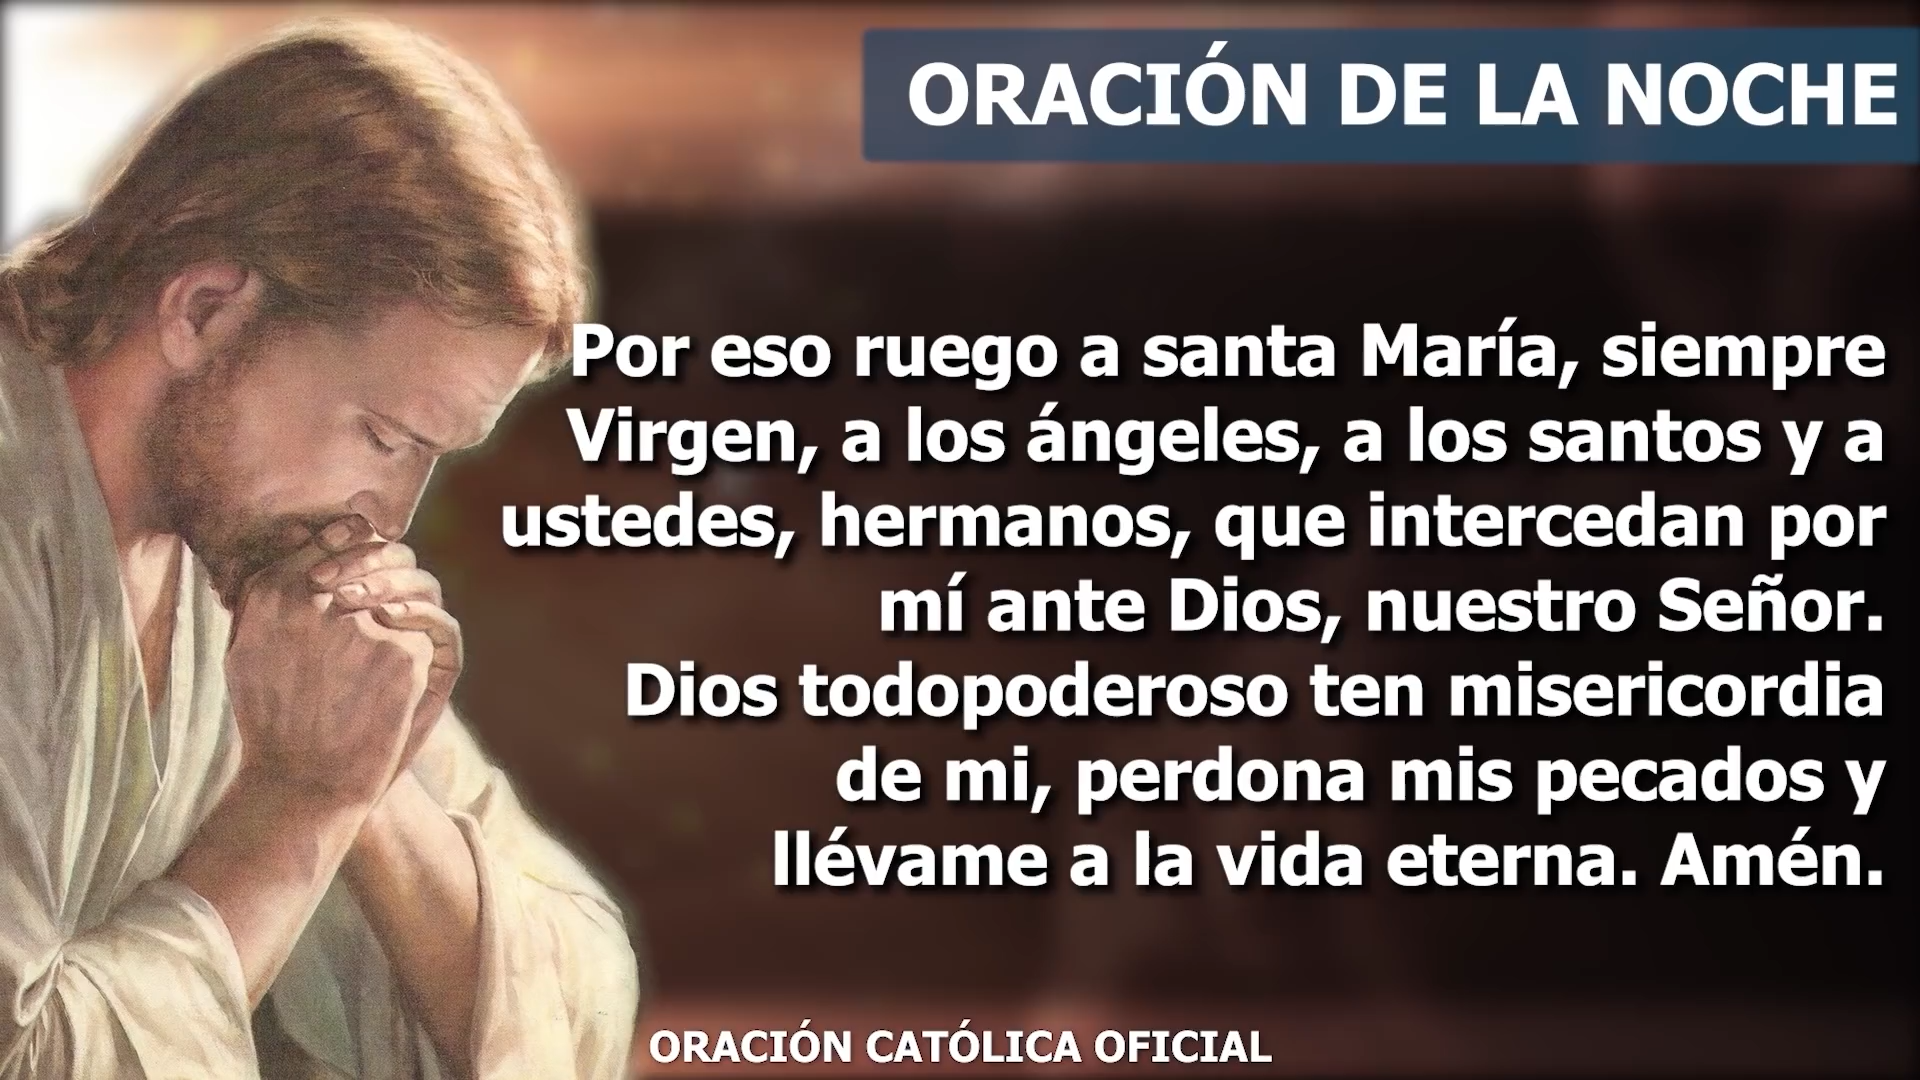 ORACIÓN DE LA NOCHE
Por eso ruego a santa María, siempre
Virgen, a los ángeles, a los santos y a
ustedes, hermanos, que intercedan por
mí ante Dios, nuestro Señor.
Dios todopoderoso ten misericordia
de mi, perdona mis pecados y
llévame a la vida eterna. Amén.
ORACIÓN CATÓLICA OFICIAL